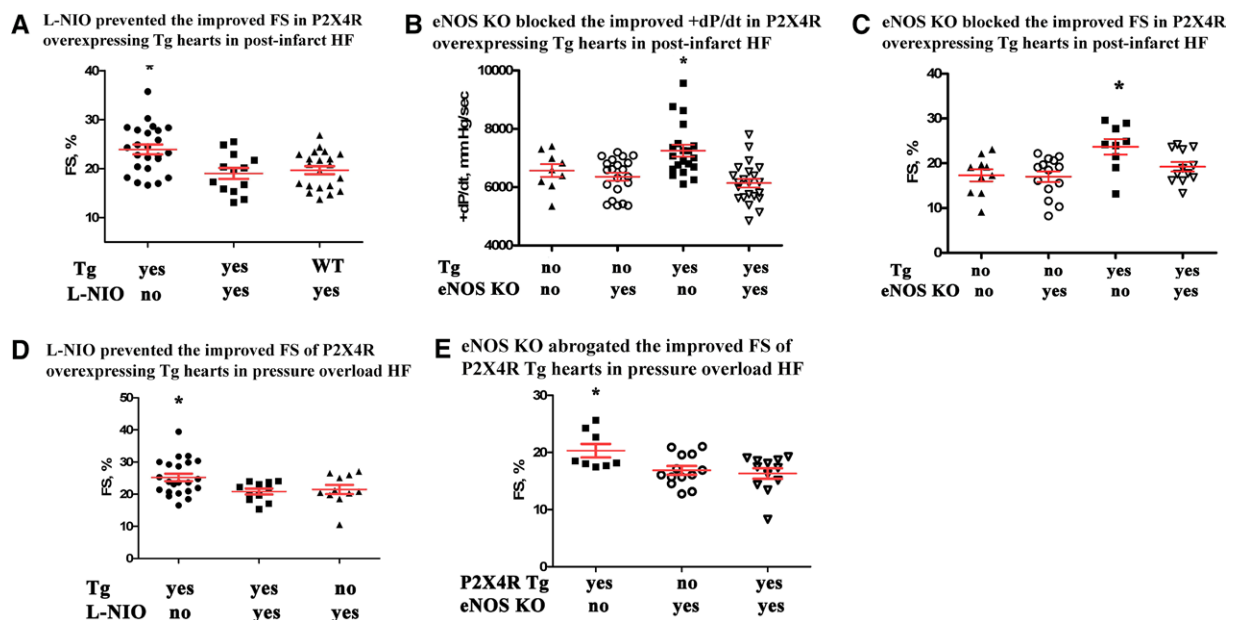 A L-NIO prevented the improved FS in P2X4R
overexpressing Tg hearts in post-infarct HF
*
40
30
20
10
FS, %
Tg yes yes WT
L-NIO no yes yes
B eNOS KO blocked the improved +dP/dt in P2X4R
overexpressing Tg hearts in post-infarct HF
*
10000
8000
6000
4000
+dP/dt, mmHg/sec
Tg no no yes yes
eNOS KO no yes no yes
C eNOS KO blocked the improved FS in P2X4R
overexpressing Tg hearts in post-infarct HF
*
40
30
20
10
0
FS, %
Tg no no yes yes
eNOS KO no yes no yes
D L-NIO prevented the improved FS of P2X4R
overexpressing Tg hearts in pressure overload HF
*
50
40
30
20
10
0
FS, %
Tg yes yes no
L-NIO no yes yes
E eNOS KO abrogated the improved FS of
P2X4R Tg hearts in pressure overload HF
*
30
20
10
0
FS, %
P2X4R Tg yes no yes
eNOS KO no yes yes